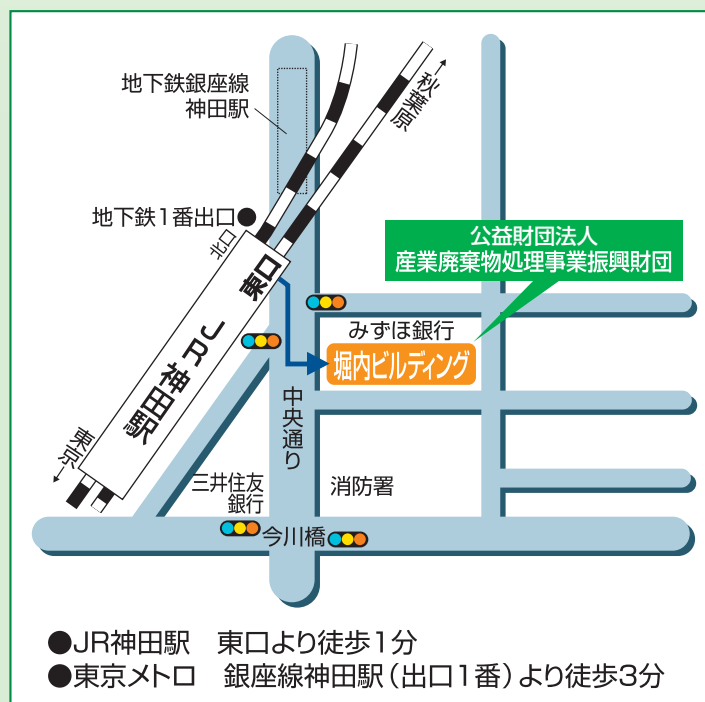 地下鉄銀座線
神田駅
秋葉原
地下鉄1番出口
北口
東口
公益財団法人
産業廃棄物処理事業振興財団
みずほ銀行
堀内ビルディング
JR神田駅
中央通り
東京
三井住友
銀行
消防署
今川橋
●JR神田駅　東口より徒歩1分
●東京メトロ　銀座線神田駅(出口1番)より徒歩3分